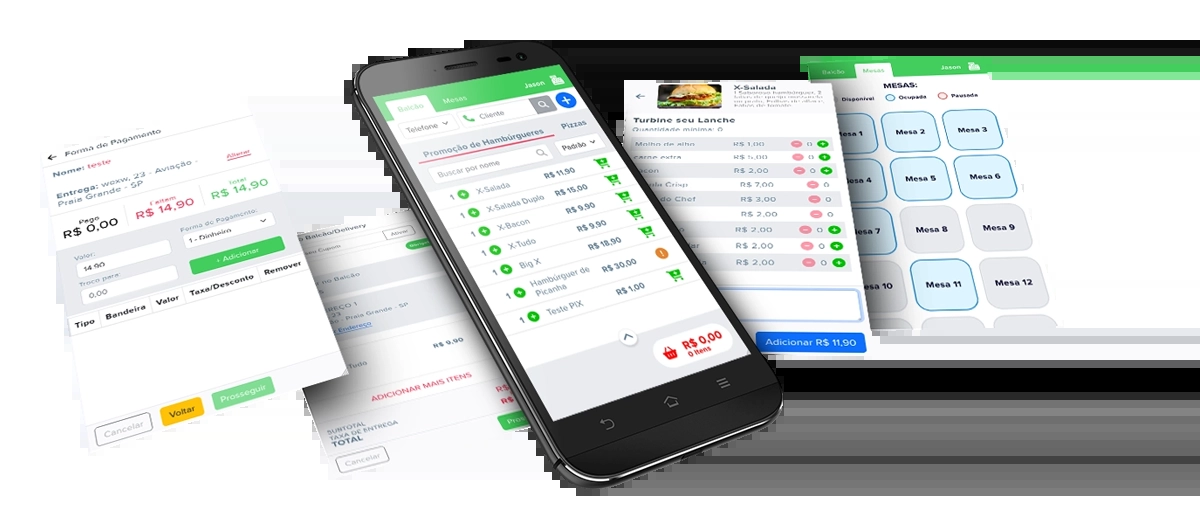 Forma de Pagamento
Nome: teste
Alterar
Entrega: woxw, 23 - Aviação -
Praia Grande - SP
Pago
R$ 0,00
Faltam
R$ 14,90
Total
R$ 14,90
Valor:
14.90
Forma de Pagamento:
1 - Dinheiro
Troco para:
0,00
+ Adicionar
Tipo Bandeira Valor Taxa/Desconto Remover
Cancelar
Voltar
Prosseguir
Balcão/Delivery
Cupom
Ativar
no Balcão
REÇO 1
23
Praia Grande - SP
Endereço
Tudo
R$ 9,90
ADICIONAR MAIS ITENS
SUBTOTAL
TAXA DE ENTREGA
TOTAL
R$
R$
Cancelar
Pros
Balcão
Mesas
Jason
Telefone
Cliente
Promoção de Hambúrgueres
Pizzas
Buscar por nome
Padrão
1 X-Salada R$ 11,90
1 X-Salada Duplo R$ 15,00
1 X-Bacon R$ 9,90
1 X-Tudo R$ 9,90
1 Big X R$ 18,90
1 Hambúrguer de
Picanha
R$ 30,00
1 Teste PIX R$ 1,00
R$ 0,00
0 itens
X-Salada
Turbine seu Lanche
Quantidade mínima: 0
Molho de alho R$ 1,00 0
carne extra R$ 5,00 0
acon R$ 2,00 0
Crisp R$ 7,00 0
do Chef R$ 3,00 0
R$ 2,00 0
R$ 2,00 0
R$ 2,00 0
R$ 2,00 0
Adicionar R$ 11,90
Balcão
Mesas
Jason
MESAS:
Disponível
Ocupada
Pausada
Mesa 1
Mesa 2
Mesa 3
Mesa 4
Mesa 5
Mesa 6
Mesa 7
Mesa 8
Mesa 9
Mesa 10
Mesa 11
Mesa 12